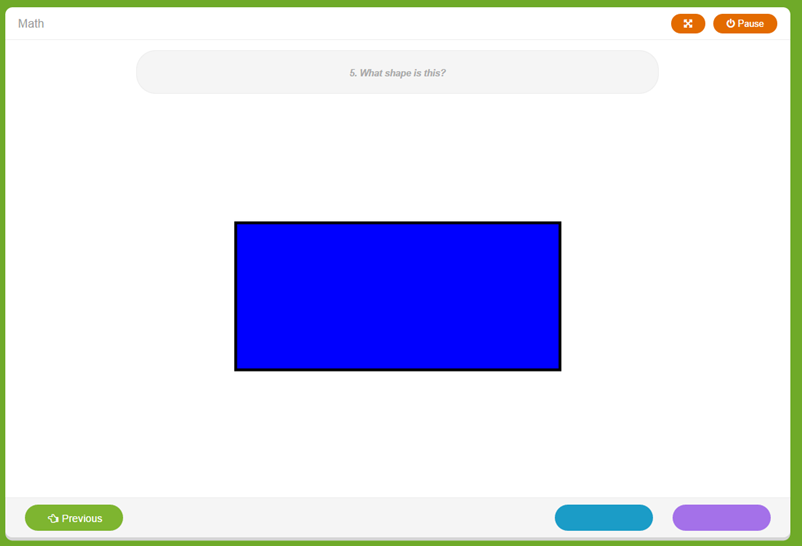 Math
Pause
5. What shape is this?
Previous